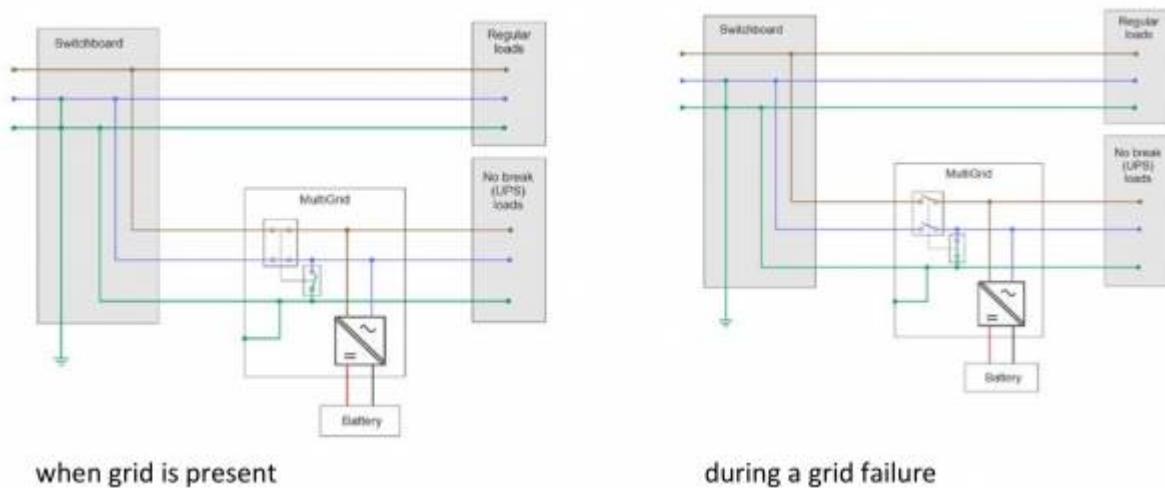 Switchboard
Regular
loads
No break
(UPS)
loads
MultiGrid
Battery
when grid is present
Switchboard
Regular
loads
No break
(UPS)
loads
MultiGrid
Battery
during a grid failure